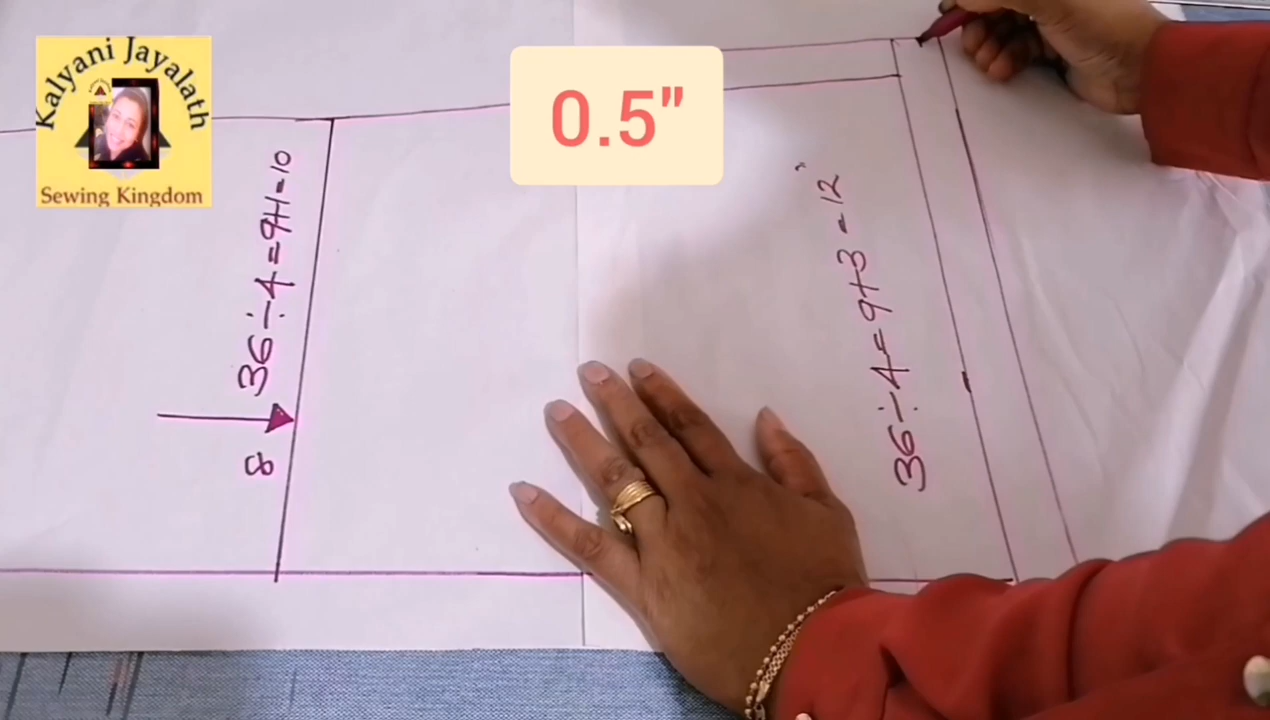 Kalyani Jayalath
Sewing Kingdom
0.5"
36÷4=9+1=10
8
36÷4=9+3=12"